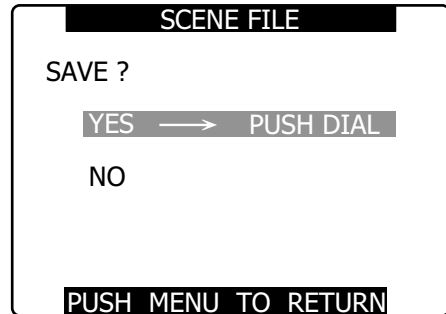 SCENE FILE
SAVE ?
YES → PUSH DIAL
NO
PUSH MENU TO RETURN